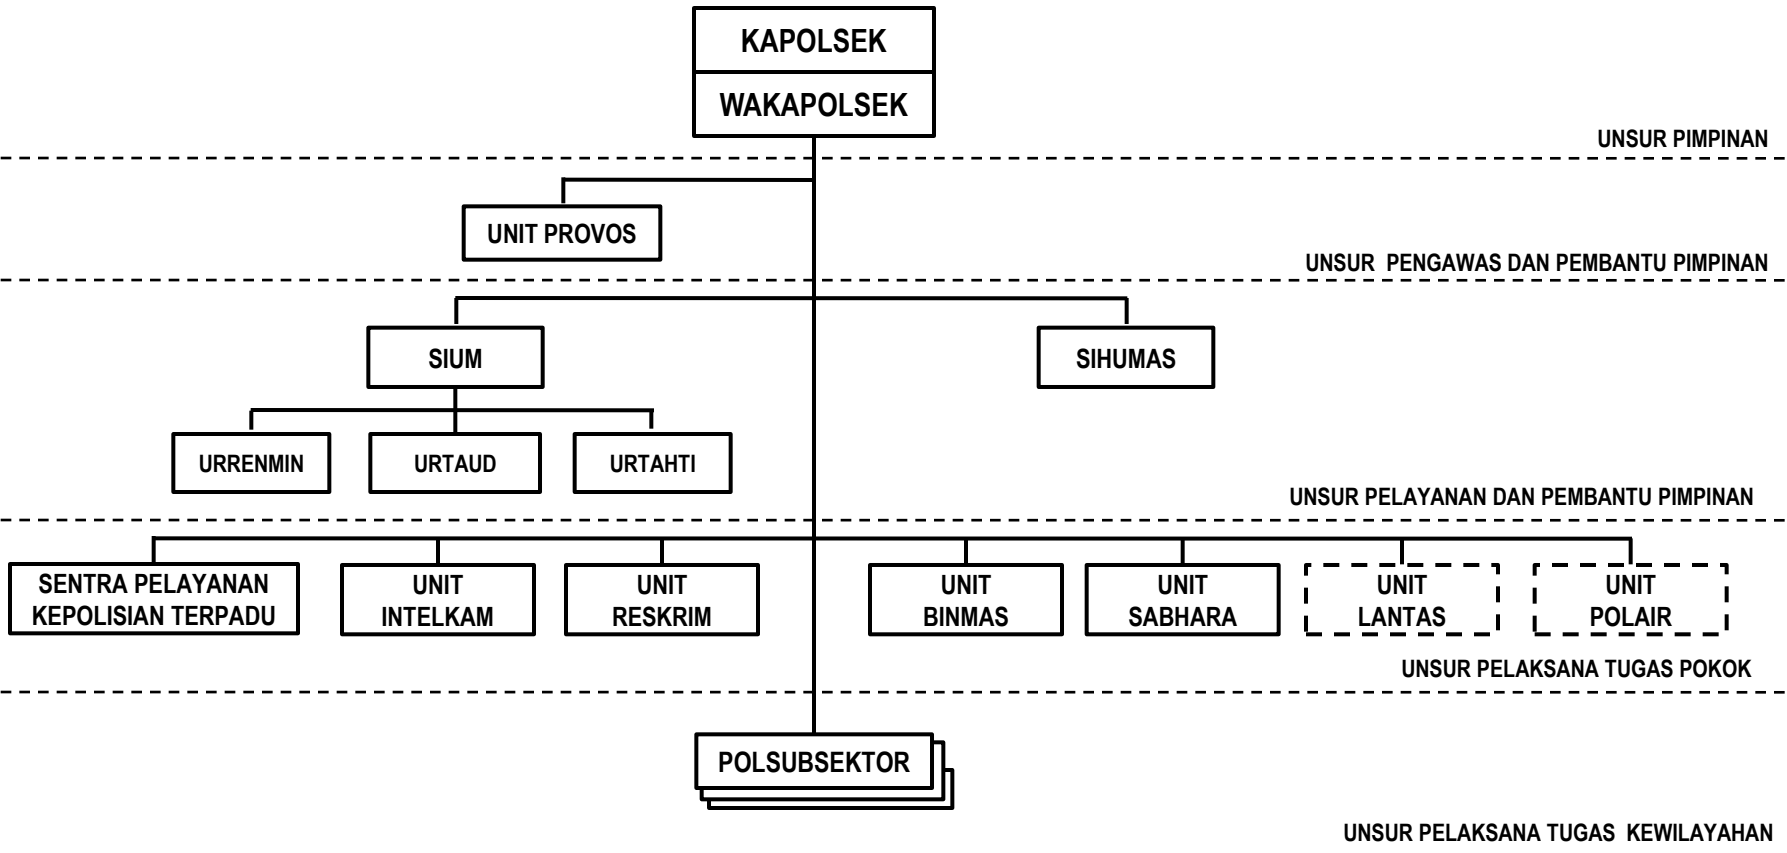 KAPOLSEK
WAKAPOLSEK
UNSUR PIMPINAN
UNIT PROVOS
UNSUR PENGAWAS DAN PEMBANTU PIMPINAN
SIUM
SIHUMAS
URRENMIN
URTAUD
URTAHTI
UNSUR PELAYANAN DAN PEMBANTU PIMPINAN
SENTRA PELAYANAN
KEPOLISIAN TERPADU
UNIT
INTELKAM
UNIT
RESKRIM
UNIT
BINMAS
UNIT
SABHARA
UNIT
LANTAS
UNIT
POLAIR
UNSUR PELAKSANA TUGAS POKOK
POLSUBSEKTOR
UNSUR PELAKSANA TUGAS KEWILAYAHAN